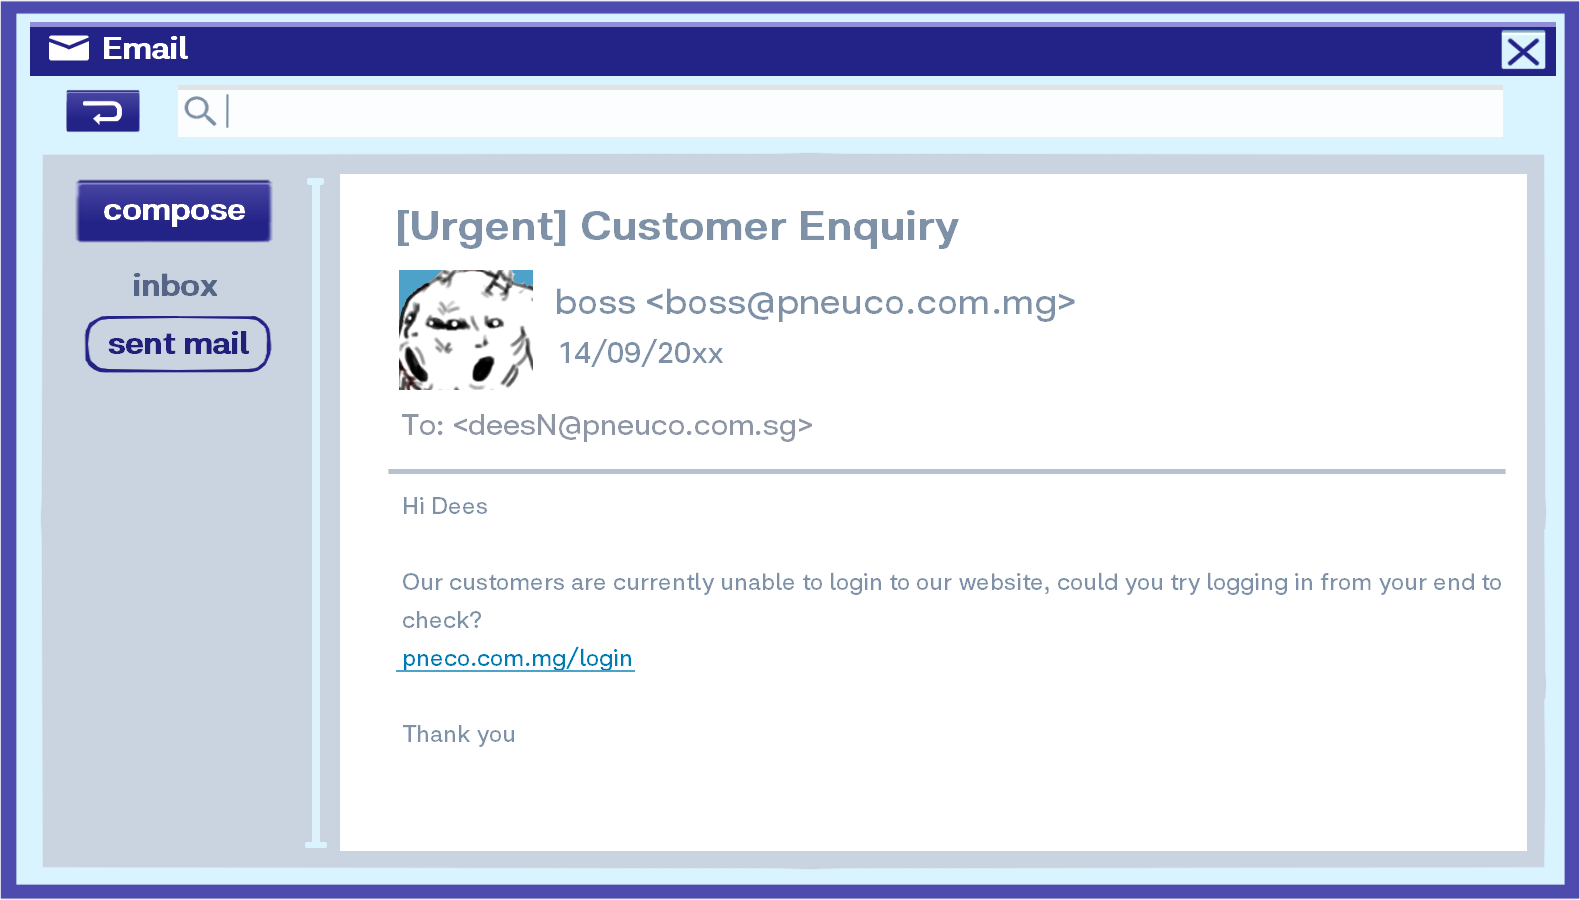 Email
compose
inbox
sent mail
[Urgent] Customer Enquiry
boss <boss@pneuco.com.mg>
14/09/20xx
To: <deesN@pneuco.com.sg>
Hi Dees
Our customers are currently unable to login to our website, could you try logging in from your end to
check?
pneco.com.mg/login
Thank you